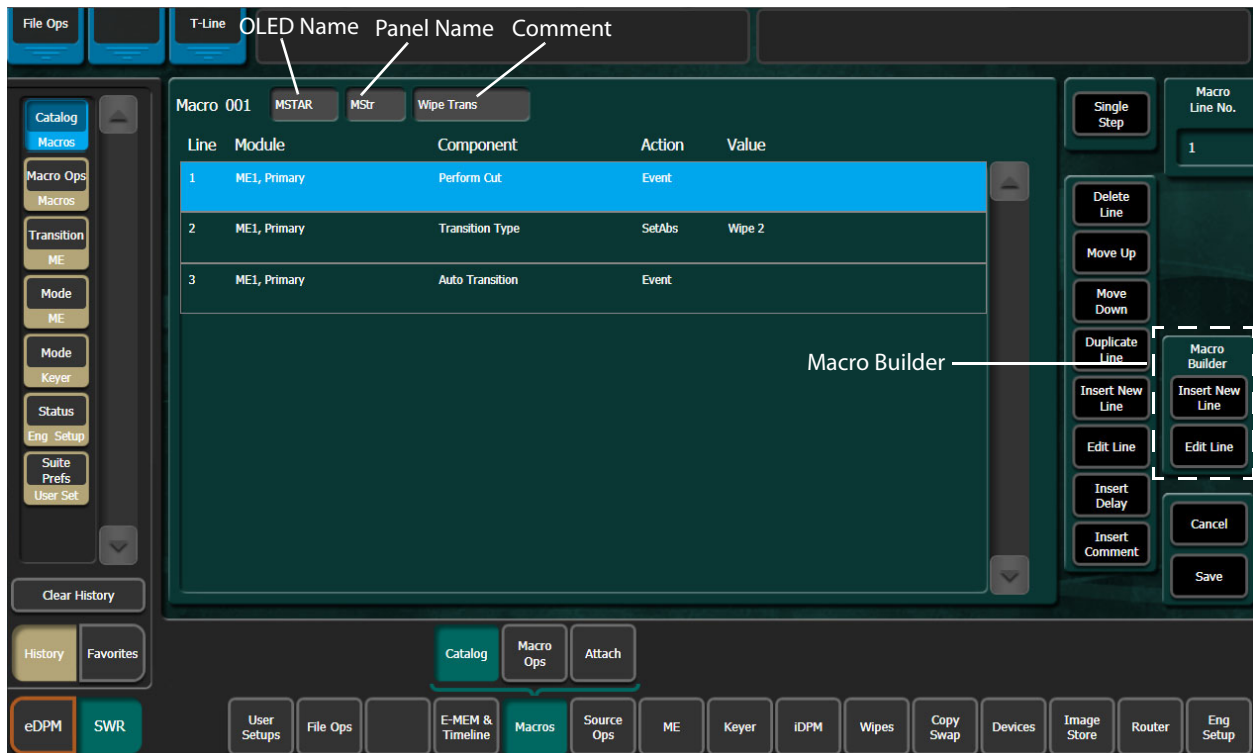 File Ops
T-Line
OLED Name
Panel Name
Comment
Macro 001
MSTAR
MStr
Wipe Trans
Line Module Component Action Value
1 ME1, Primary Perform Cut Event
2 ME1, Primary Transition Type SetAbs Wipe 2
3 ME1, Primary Auto Transition Event
Catalog
Macros
Macro Ops
Macros
Transition
ME
Mode
ME
Mode
Keyer
Status
Eng Setup
Suite
Prefs
User Set
Clear History
History
Favorites
Single
Step
Macro
Line No.
1
Delete
Line
Move Up
Move
Down
Duplicate
Line
Insert New
Line
Edit Line
Insert
Delay
Insert
Comment
Macro Builder
Macro
Builder
Insert New
Line
Edit Line
Cancel
Save
Catalog
Macro
Ops
Attach
eDPM
SWR
User
Setups
File Ops
E-MEM &
Timeline
Macros
Source
Ops
ME
Keyer
iDPM
Wipes
Copy
Swap
Devices
Image
Store
Router
Eng
Setup